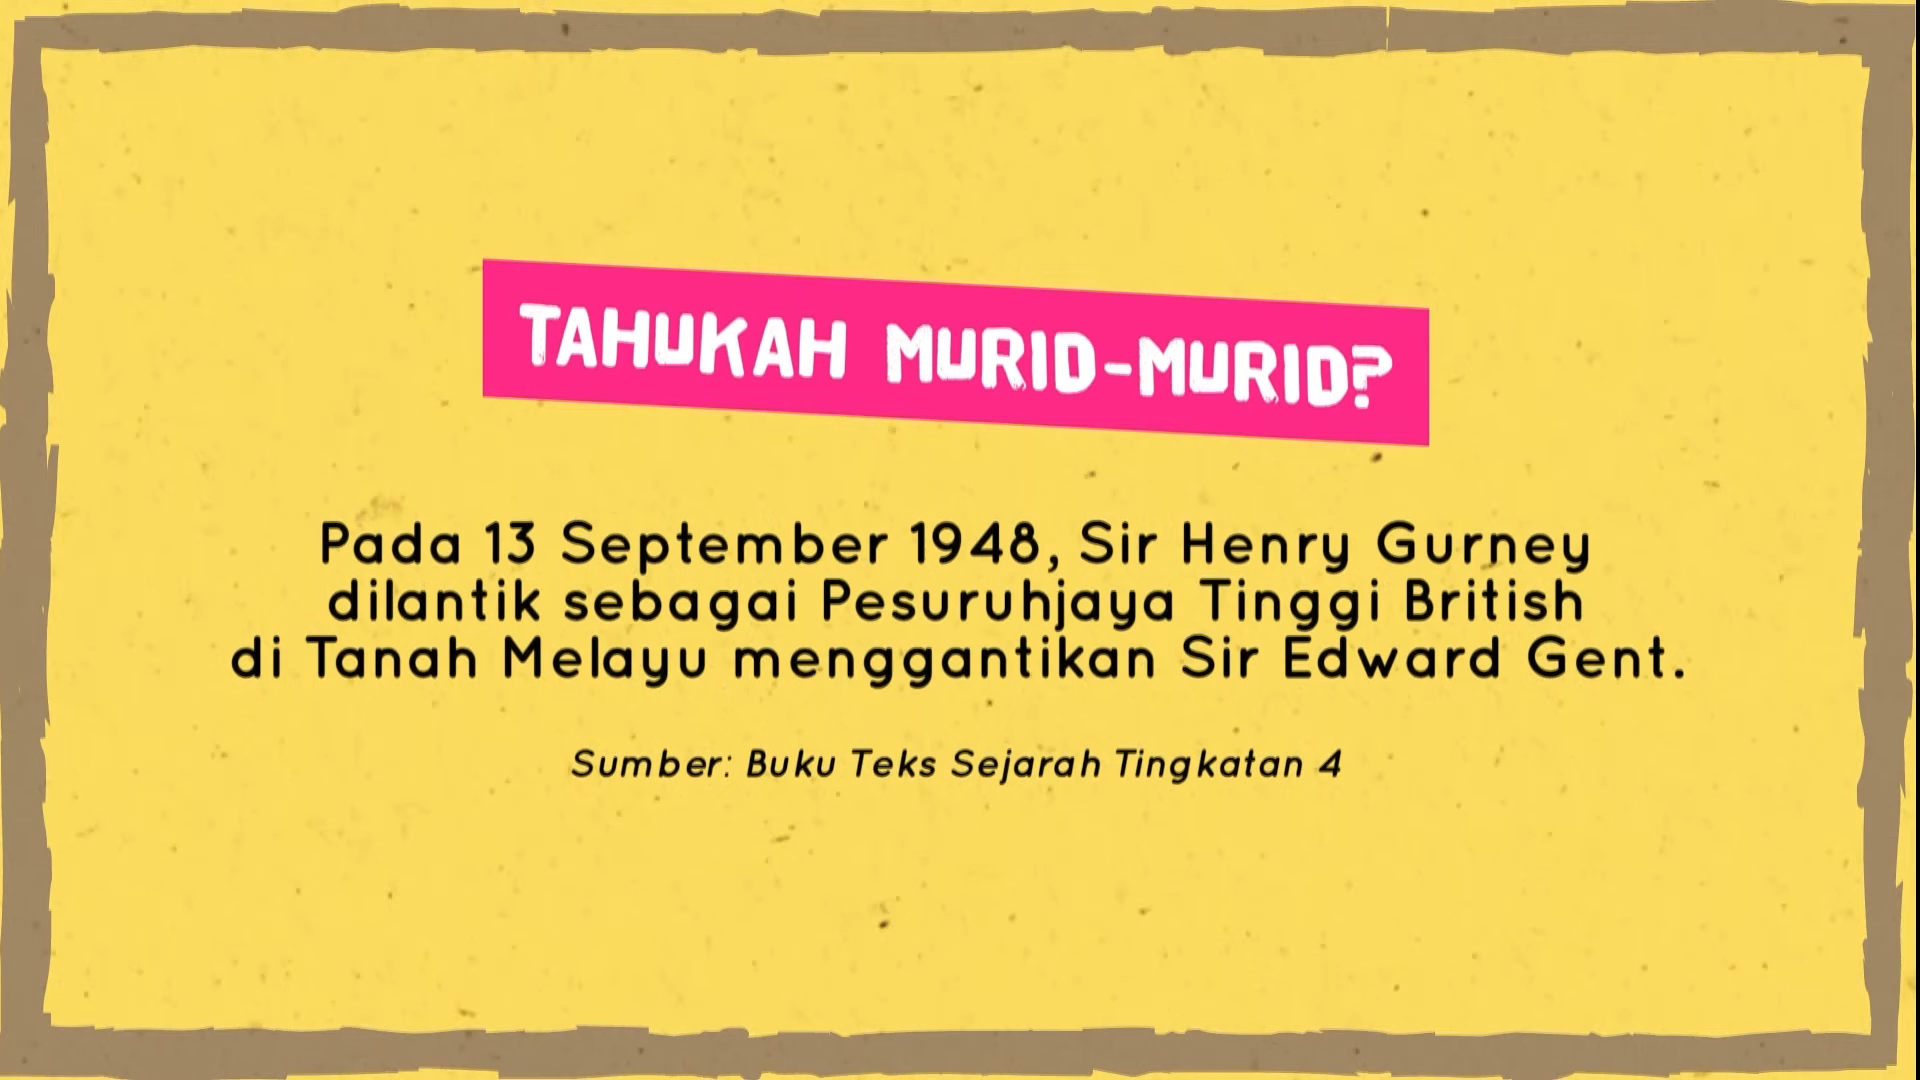 TAHUKAH MURID-MURID?
Pada 13 September 1948, Sir Henry Gurney
dilantik sebagai Pesuruhjaya Tinggi British
di Tanah Melayu menggantikan Sir Edward Gent.
Sumber: Buku Teks Sejarah Tingkatan 4